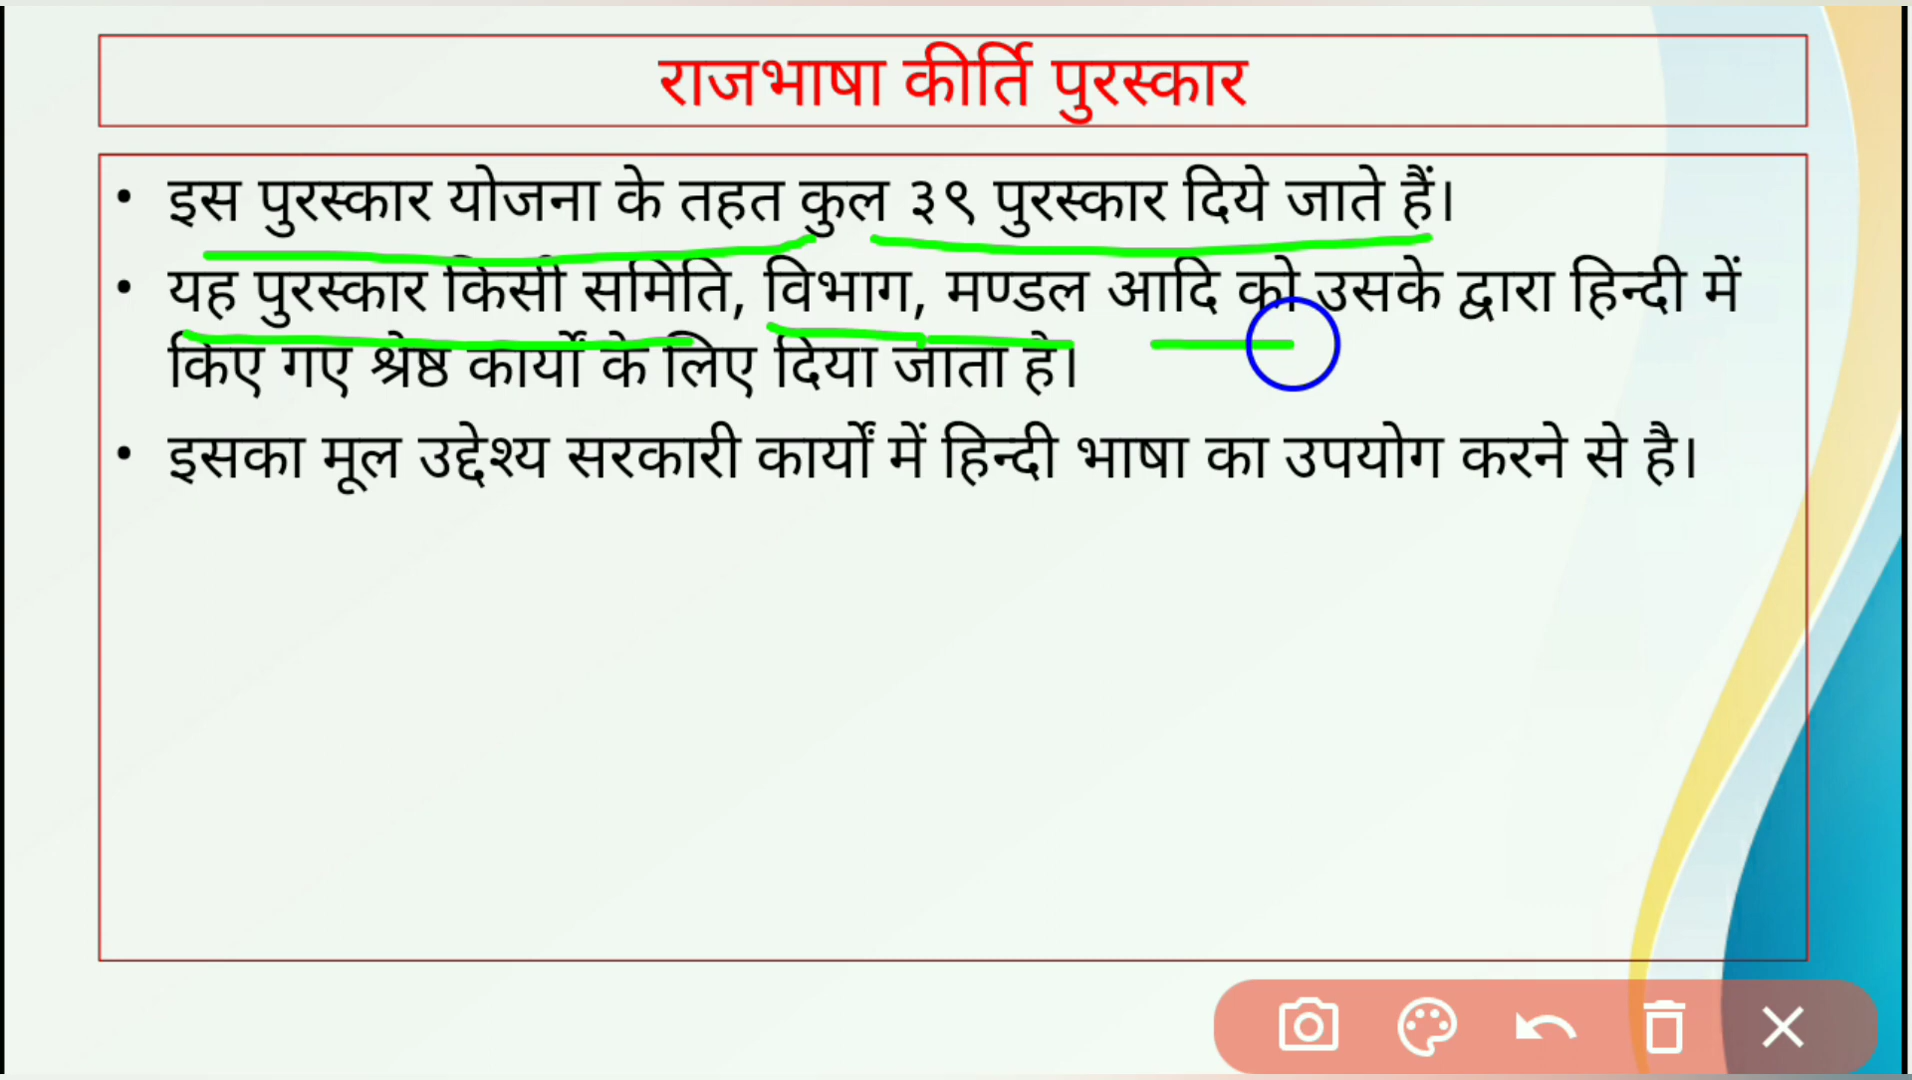 राजभाषा कीर्ति पुरस्कार
• इस पुरस्कार योजना के तहत कुल ३९ पुरस्कार दिये जाते हैं।
• यह पुरस्कार किसी समिति, विभाग, मण्डल आदि को उसके द्वारा हिन्दी में
किए गए श्रेष्ठ कार्यो के लिए दिया जाता है।
• इसका मूल उद्देश्य सरकारी कार्यों में हिन्दी भाषा का उपयोग करने से है।